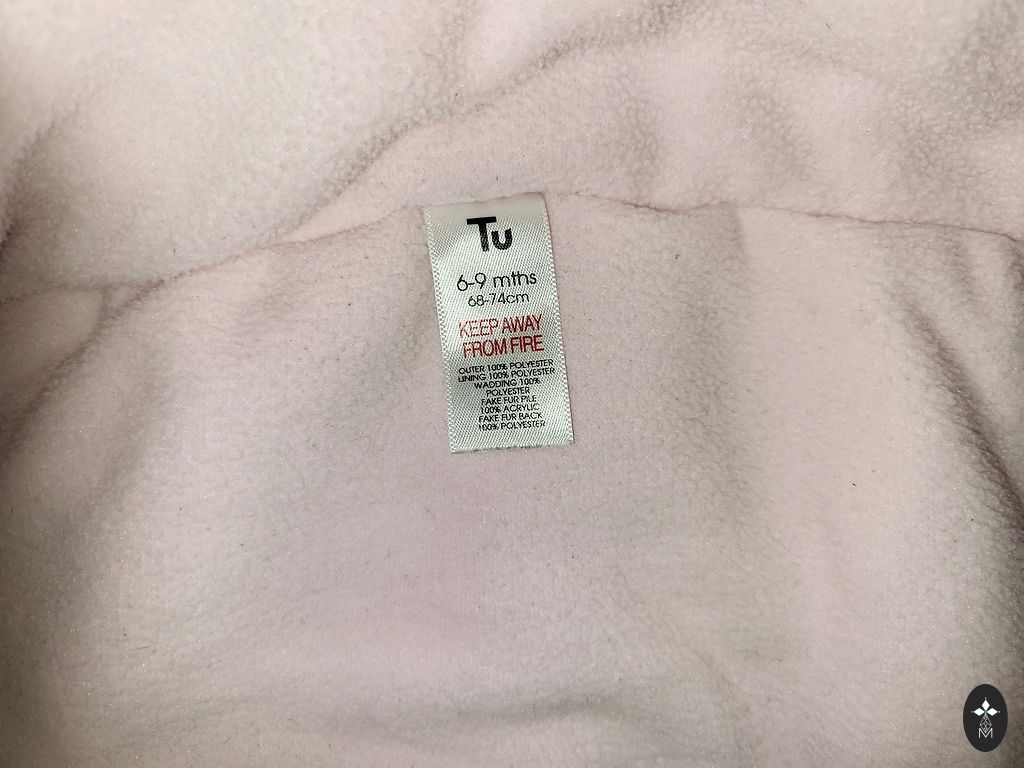 Tu
6-9 mths
68-74cm
KEEP AWAY
FROM FIRE
OUTER 100% POLYESTER
LINING 100% POLYESTER
WADDING 100%
POLYESTER
FAKE FUR PILE
100% ACRYLIC
FAKE FUR BACK
100% POLYESTER
M